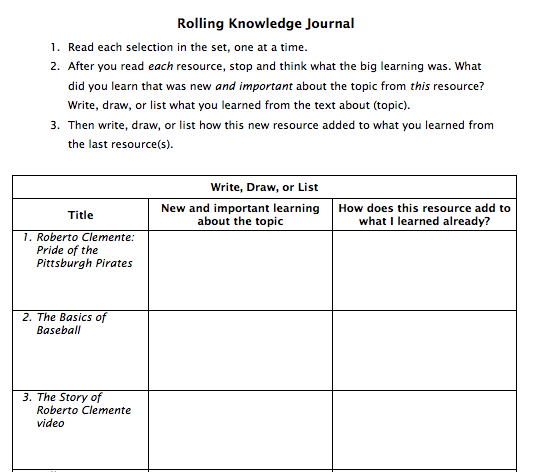 Rolling Knowledge Journal
1. Read each selection in the set, one at a time.
2. After you read each resource, stop and think what the big learning was. What
did you learn that was new and important about the topic from this resource?
Write, draw, or list what you learned from the text about (topic).
3. Then write, draw, or list how this new resource added to what you learned from
the last resource(s).
Write, Draw, or List
Title
New and important learning
about the topic
How does this resource add to
what I learned already?
1. Roberto Clemente:
Pride of the
Pittsburgh Pirates
2. The Basics of
Baseball
3. The Story of
Roberto Clemente
video